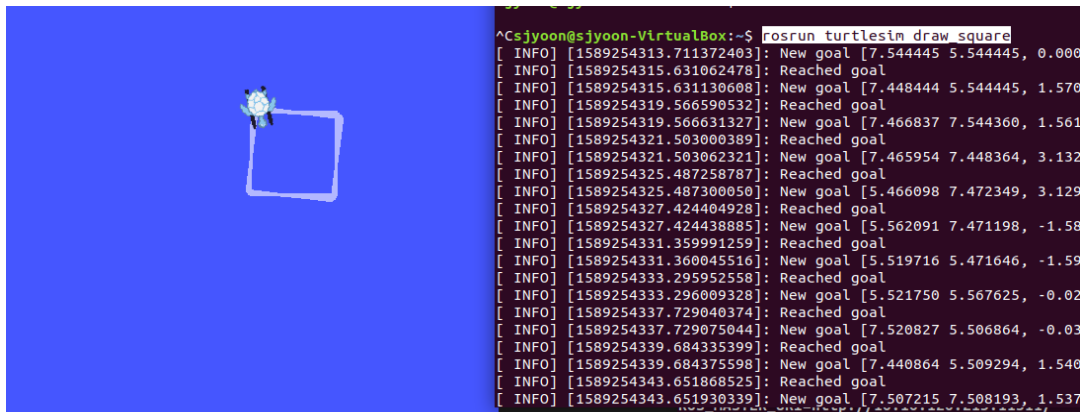 ^Csjyoon@sjyoon-VirtualBox:~$ rosrun turtlesim draw_square
[ INFO] [1589254313.711372403]: New goal [7.544445 5.544445, 0.000
[ INFO] [1589254315.631062478]: Reached goal
[ INFO] [1589254315.631130608]: New goal [7.448444 5.544445, 1.570
[ INFO] [1589254319.566590532]: Reached goal
[ INFO] [1589254319.566631327]: New goal [7.466837 7.544360, 1.561
[ INFO] [1589254321.503000389]: Reached goal
[ INFO] [1589254321.503062321]: New goal [7.465954 7.448364, 3.132
[ INFO] [1589254325.487258787]: Reached goal
[ INFO] [1589254325.487300050]: New goal [5.466098 7.472349, 3.129
[ INFO] [1589254327.424404928]: Reached goal
[ INFO] [1589254327.424438885]: New goal [5.562091 7.471198, -1.58
[ INFO] [1589254331.359991259]: Reached goal
[ INFO] [1589254331.360045516]: New goal [5.519716 5.471646, -1.59
[ INFO] [1589254333.295952558]: Reached goal
[ INFO] [1589254333.296009328]: New goal [5.521750 5.567625, -0.02
[ INFO] [1589254337.729040374]: Reached goal
[ INFO] [1589254337.729075044]: New goal [7.520827 5.506864, -0.03
[ INFO] [1589254339.684335399]: Reached goal
[ INFO] [1589254339.684375598]: New goal [7.440864 5.509294, 1.540
[ INFO] [1589254343.651868525]: Reached goal
[ INFO] [1589254343.651930339]: New goal [7.507215 7.508193, 1.537